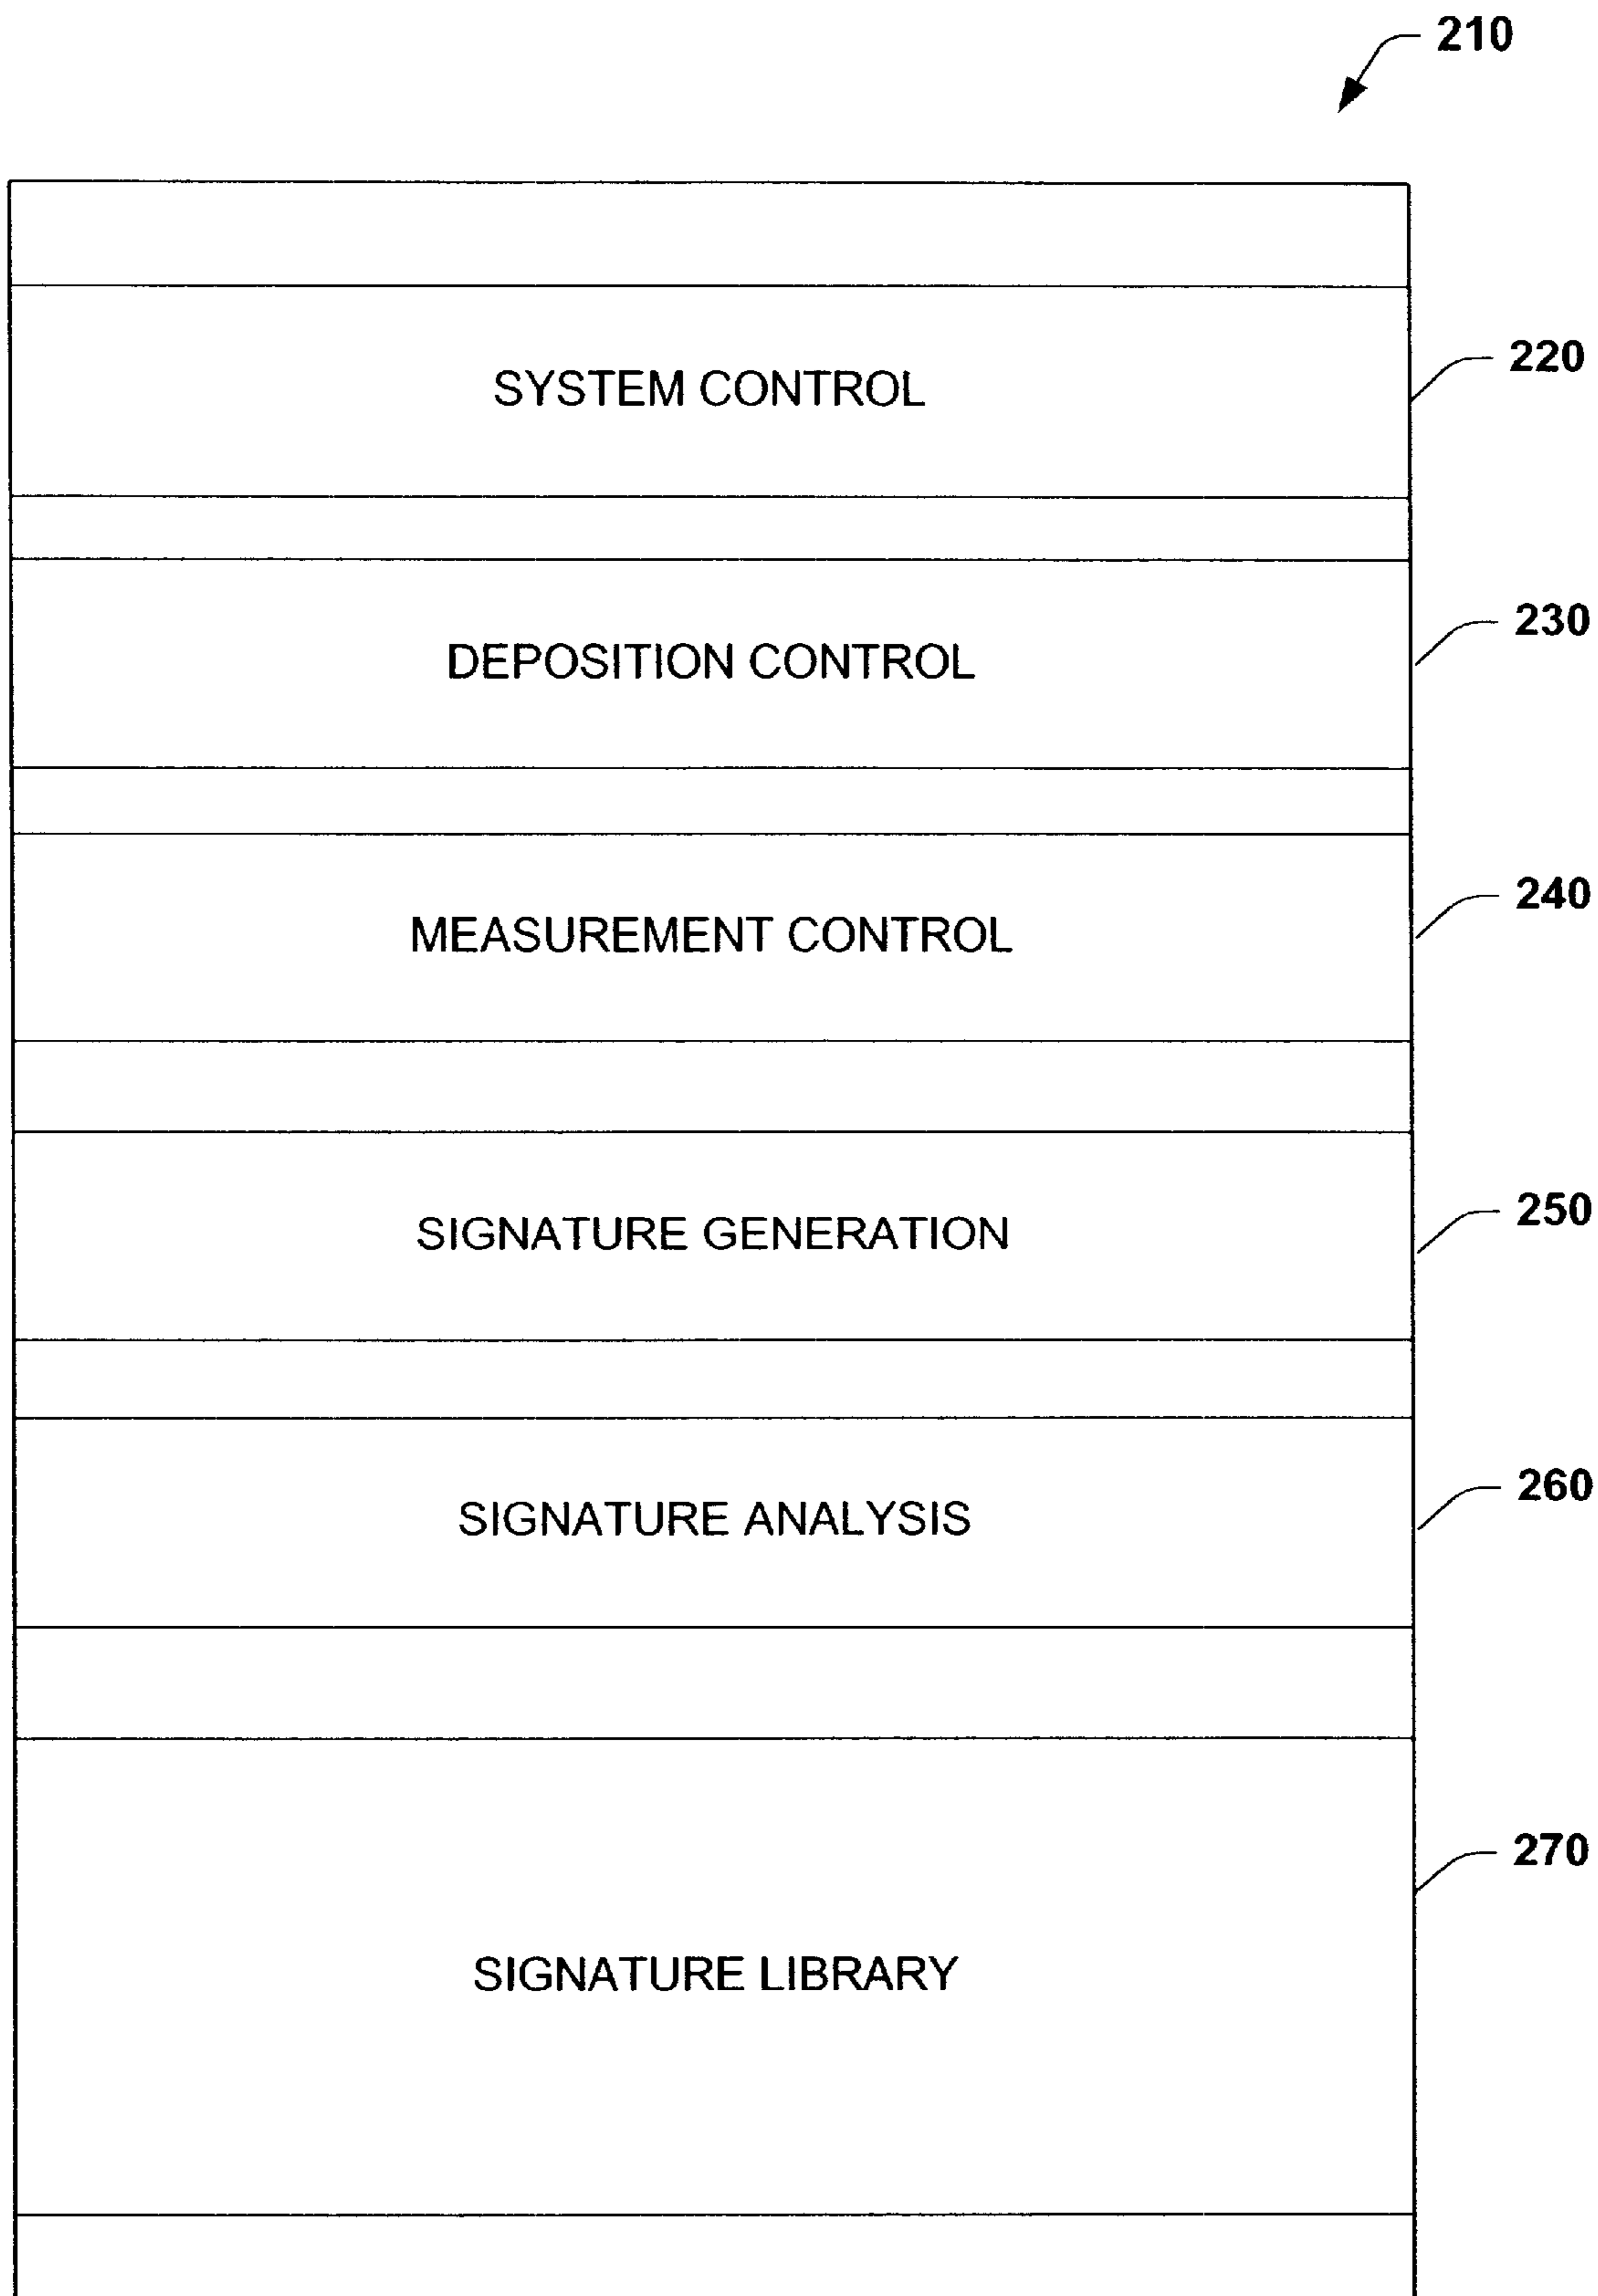 210
SYSTEM CONTROL
220
DEPOSITION CONTROL
230
MEASUREMENT CONTROL
240
SIGNATURE GENERATION
250
SIGNATURE ANALYSIS
260
SIGNATURE LIBRARY
270